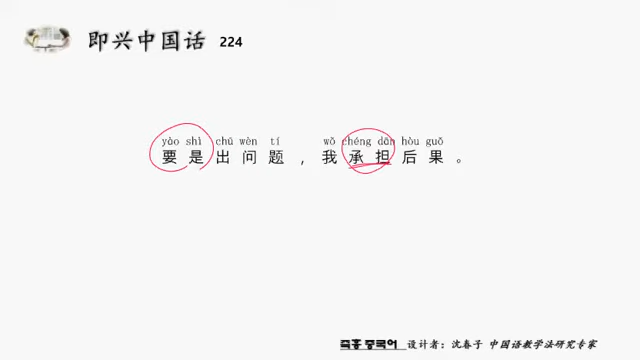 即兴中国话 224
yào shì chū wèn tí wǒ chéng dān hòu guǒ
要是出问题，我承担后果。
즉흥 중국어 设计者：沈春子 中国语教学法研究专家